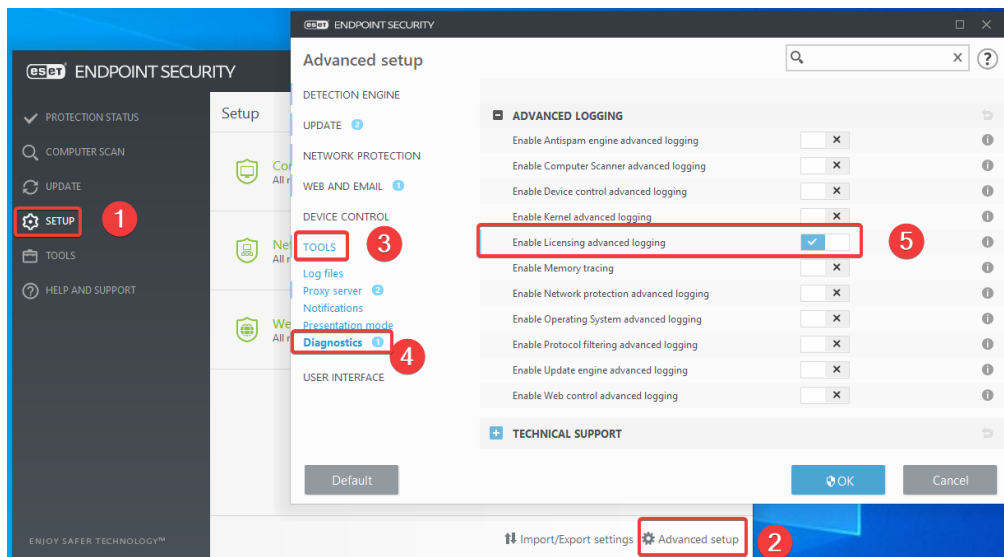 eseT ENDPOINT SECURITY
Advanced setup
DETECTION ENGINE
UPDATE 2
NETWORK PROTECTION
WEB AND EMAIL 1
DEVICE CONTROL
TOOLS 3
Log files
Proxy server 2
Notifications
Presentation mode
Diagnostics 1
4
USER INTERFACE
ADVANCED LOGGING
Enable Antispam engine advanced logging
Enable Computer Scanner advanced logging
Enable Device control advanced logging
Enable Kernel advanced logging
Enable Licensing advanced logging
5
Enable Memory tracing
Enable Network protection advanced logging
Enable Operating System advanced logging
Enable Protocol filtering advanced logging
Enable Update engine advanced logging
Enable Web control advanced logging
TECHNICAL SUPPORT
Default
OK
Cancel
eseT ENDPOINT SECURITY
PROTECTION STATUS
COMPUTER SCAN
UPDATE
SETUP 1
TOOLS
HELP AND SUPPORT
ENJOY SAFER TECHNOLOGY™
Setup
All
All
All
Import/Export settings
Advanced setup 2